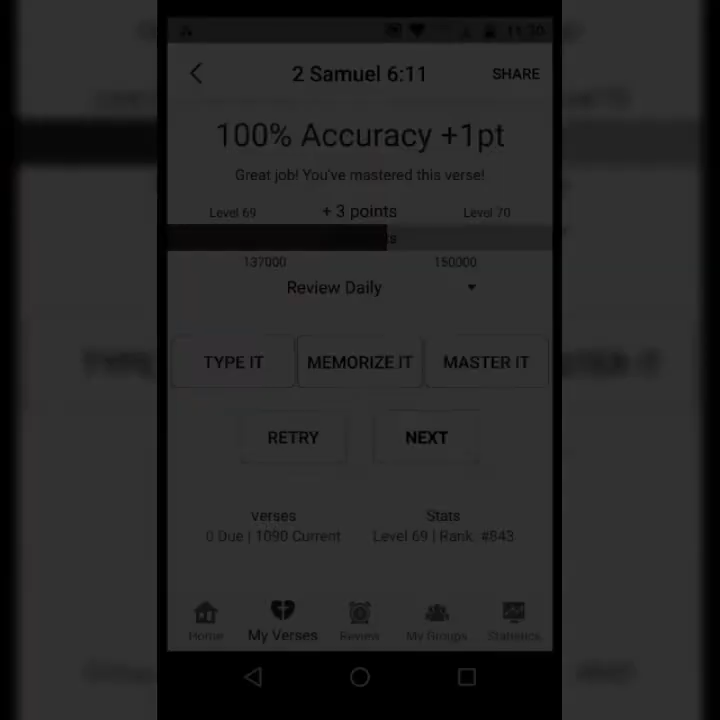 11:30
2 Samuel 6:11 SHARE
100% Accuracy +1pt
Great job! You've mastered this verse!
Level 69 + 3 points Level 70
137000 150000
Review Daily
TYPE IT MEMORIZE IT MASTER IT
RETRY NEXT
Verses Stats
0 Due | 1090 Current Level 69 | Rank. #843
Home My Verses Review My Groups Statistics